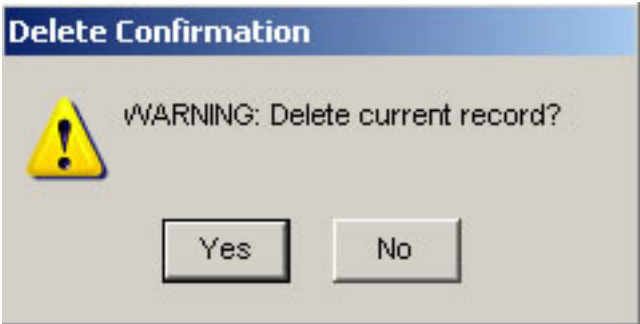 Delete Confirmation
WARNING: Delete current record?
Yes No